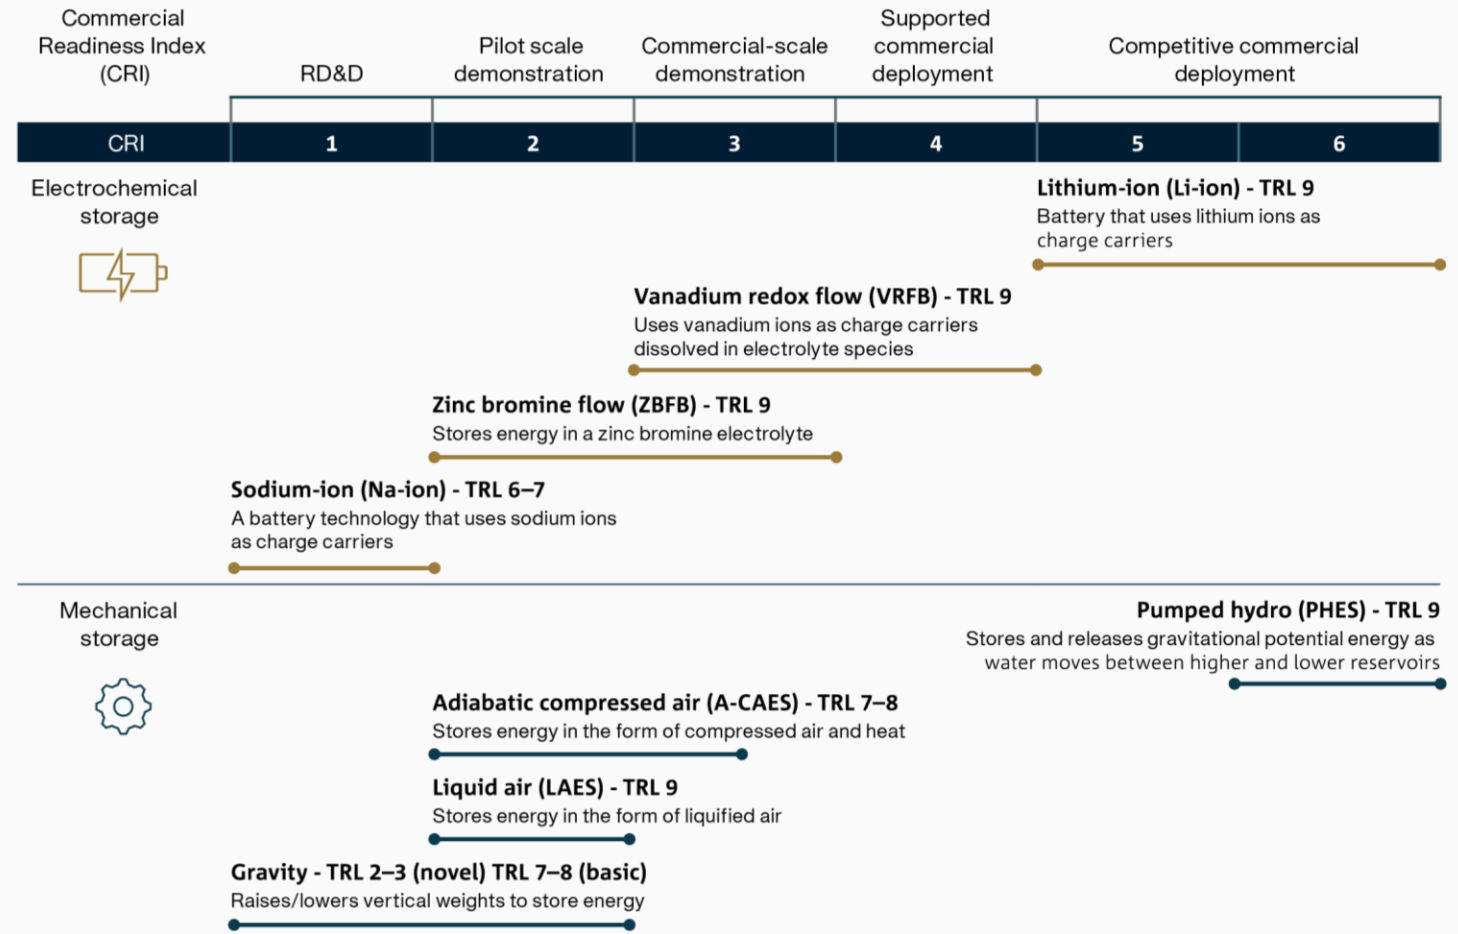 Commercial
Readiness Index
(CRI)
RD&D
Pilot scale
demonstration
Commercial-scale
demonstration
Supported
commercial
deployment
Competitive commercial
deployment
CRI 1 2 3 4 5 6
Electrochemical
storage
Lithium-ion (Li-ion) - TRL 9
Battery that uses lithium ions as
charge carriers
Vanadium redox flow (VRFB) - TRL 9
Uses vanadium ions as charge carriers
dissolved in electrolyte species
Zinc bromine flow (ZBFB) - TRL 9
Stores energy in a zinc bromine electrolyte
Sodium-ion (Na-ion) - TRL 6–7
A battery technology that uses sodium ions
as charge carriers
Mechanical
storage
Pumped hydro (PHES) - TRL 9
Stores and releases gravitational potential energy as
water moves between higher and lower reservoirs
Adiabatic compressed air (A-CAES) - TRL 7–8
Stores energy in the form of compressed air and heat
Liquid air (LAES) - TRL 9
Stores energy in the form of liquified air
Gravity - TRL 2–3 (novel) TRL 7–8 (basic)
Raises/lowers vertical weights to store energy